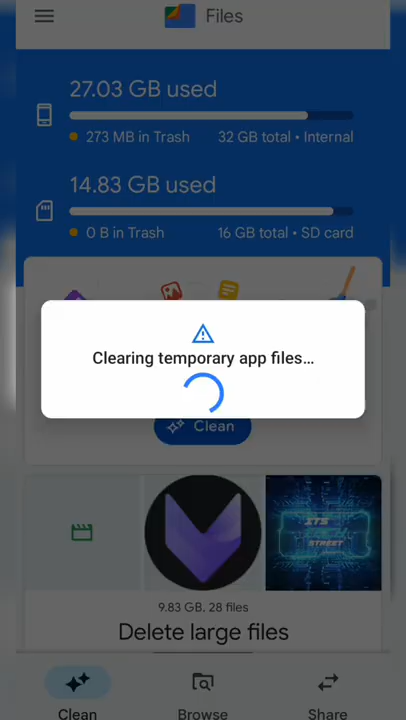 Files
27.03 GB used
273 MB in Trash
32 GB total • Internal
14.83 GB used
0 B in Trash
16 GB total • SD card
Clearing temporary app files...
Clean
STREET
9.83 GB, 28 files
Delete large files
Clean
Browse
Share